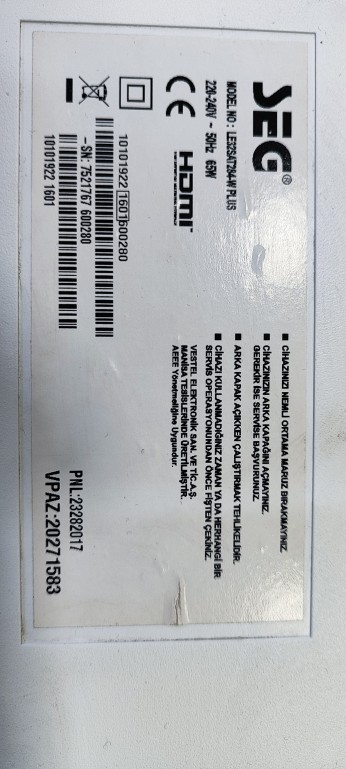 SEG®
MODEL NO : LE32SAT284-W PLUS
220-240V ~ 50Hz 65W
CE
HDMI
10101922 1601 600280
-SN: 7521767 600280
10101922 1601
■ CİHAZINIZI NEMLİ ORTAMA MARUZ BIRAKMAYINIZ.
■ CİHAZINIZIN ARKA KAPAĞINI AÇMAYINIZ.
GEREKİR İSE SERVİSE BAŞVURUNUZ.
■ ARKA KAPAK AÇIKKEN ÇALIŞTIRMAK TEHLİKELİDİR.
■ CİHAZI KULLANMADIĞINIZ ZAMAN YA DA HERHANGİ BİR
SERVİS OPERASYONUNDAN ÖNCE FİŞTEN ÇEKİNİZ.
VESTEL ELEKTRONİK SAN. VE TİC.A.Ş.
MANİSA TESİSLERİNDE ÜRETİLMİŞTİR.
AEEE Yönetmeliğine Uygundur.
PNL:23282017
VPAZ:20271583